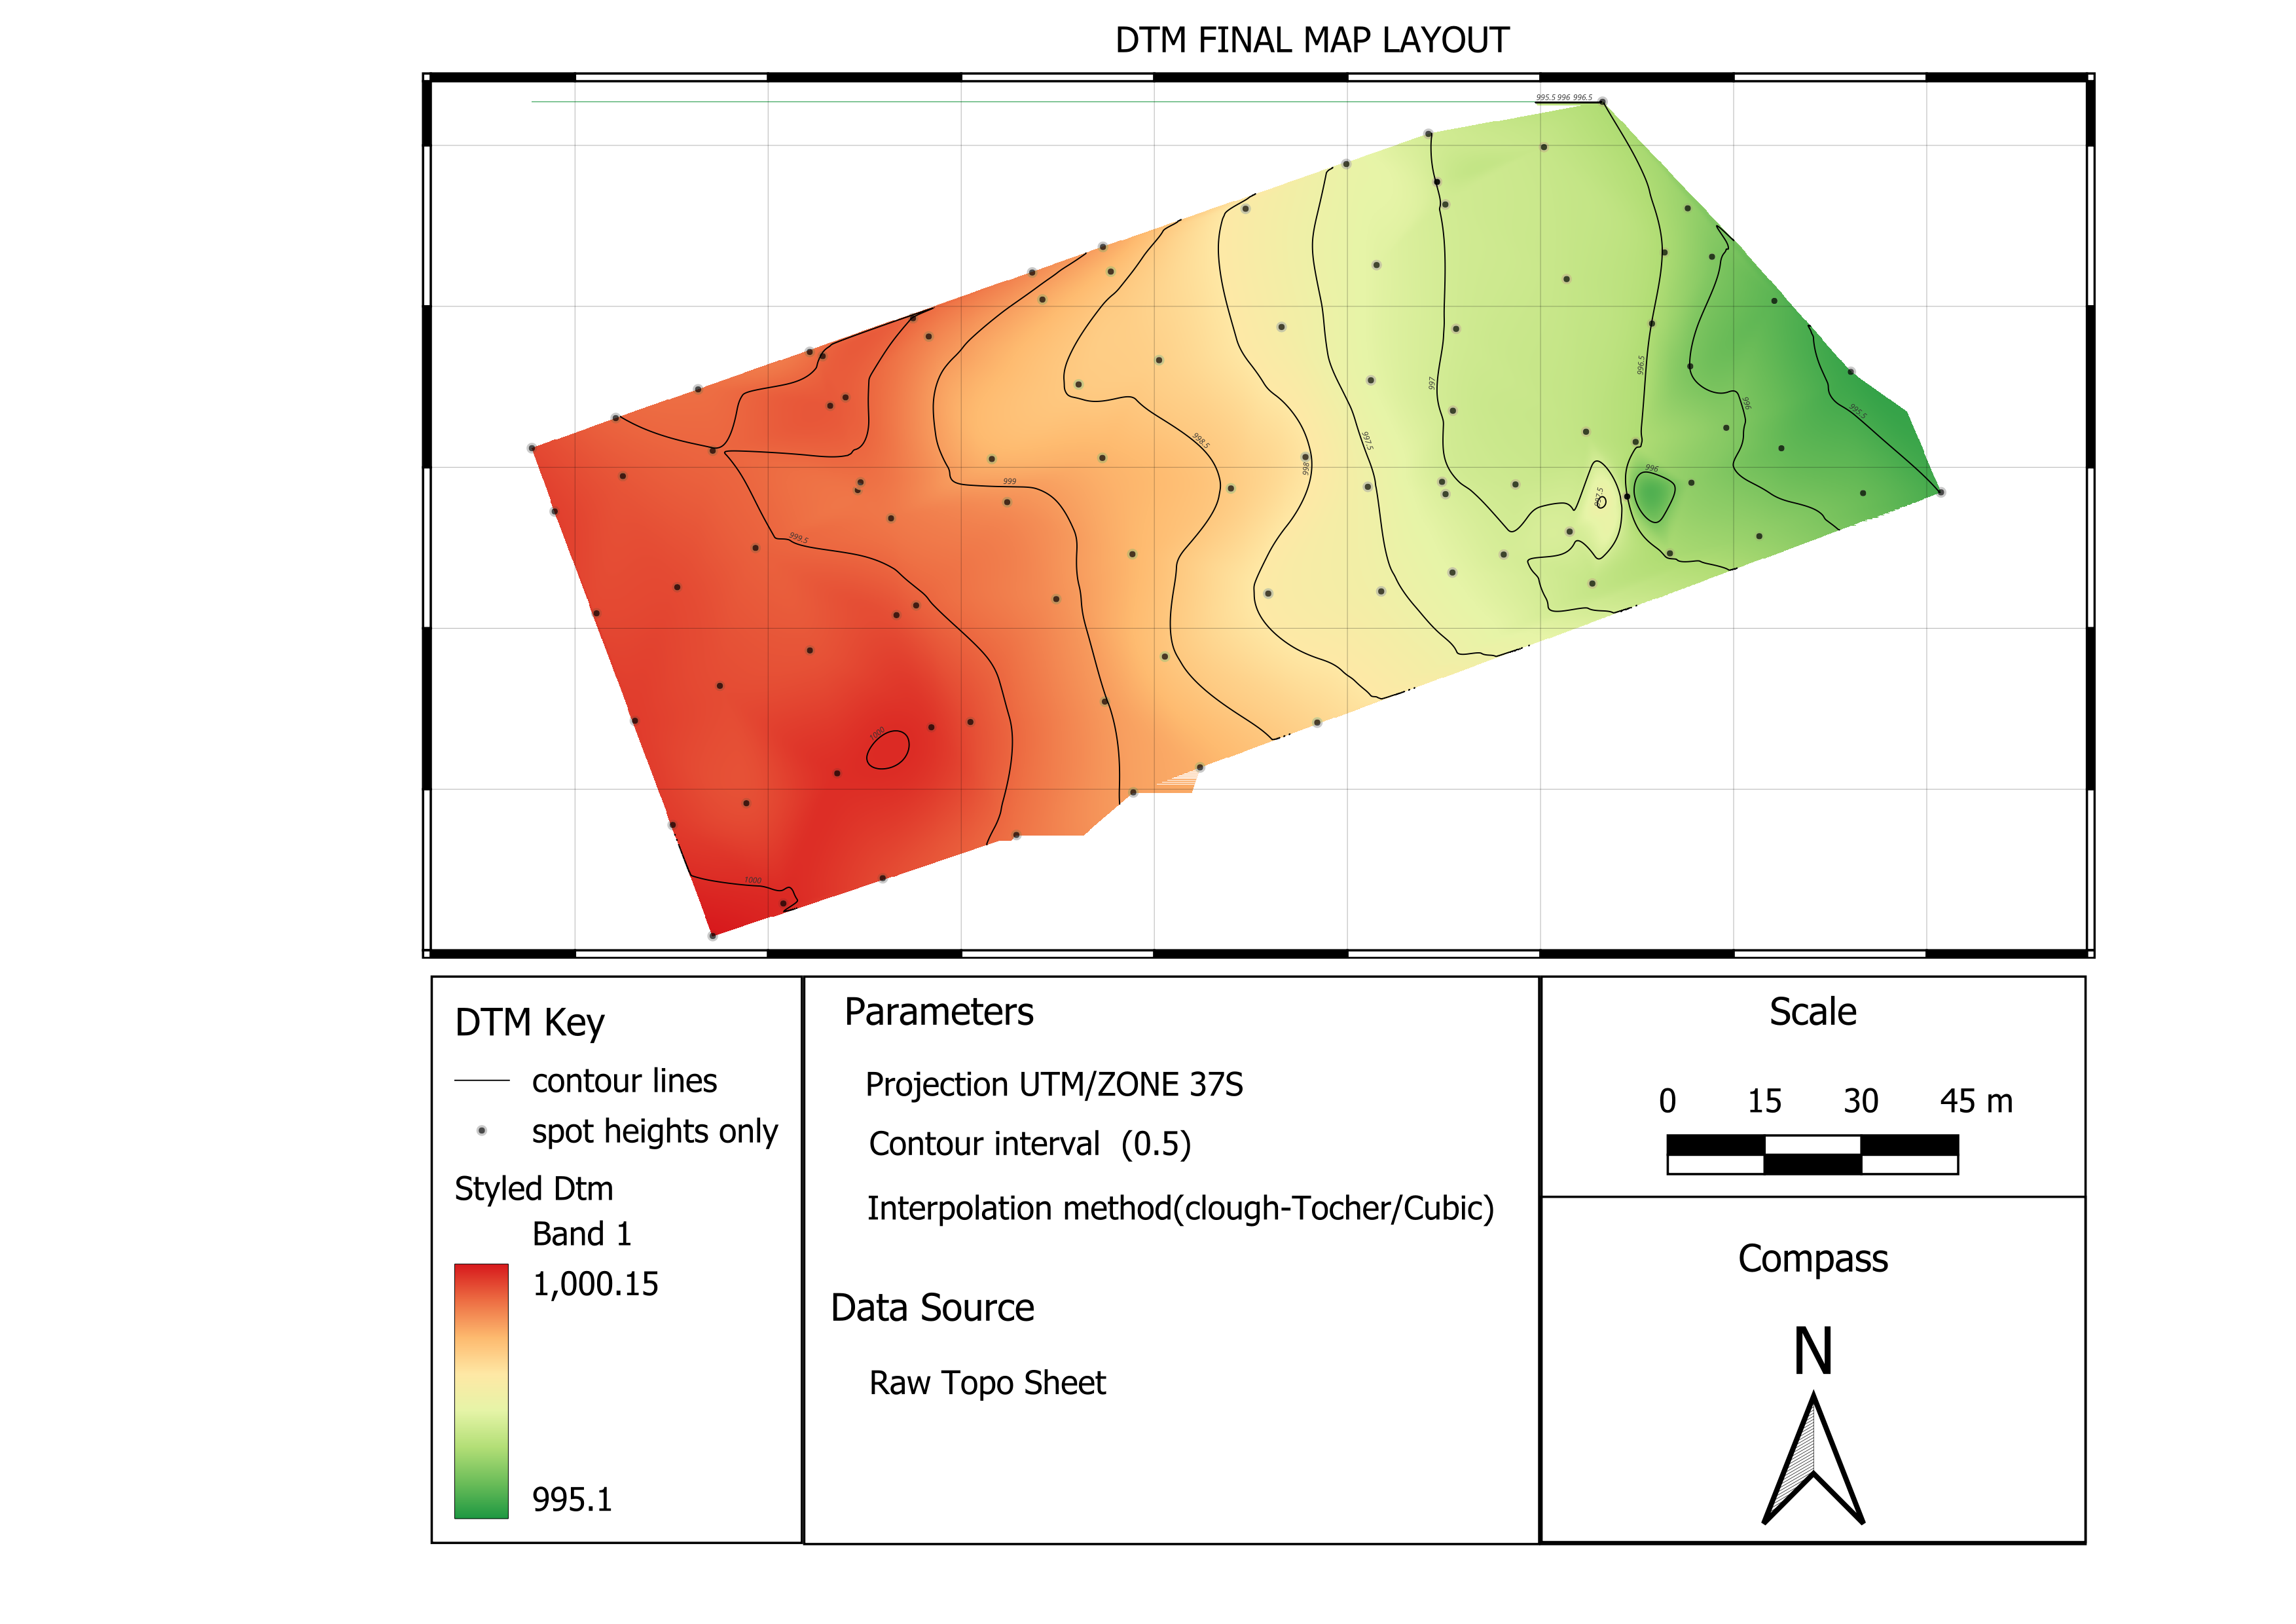 DTM FINAL MAP LAYOUT
995.5 996 996.5
996.5
997
996
995.5
998.5
997.5
998
996
997.5
999
999.5
1000
1000
DTM Key
contour lines
spot heights only
Styled Dtm
Band 1
1,000.15
995.1
Parameters
Projection UTM/ZONE 37S
Contour interval (0.5)
Interpolation method(clough-Tocher/Cubic)
Data Source
Raw Topo Sheet
Scale
0 15 30 45 m
Compass
N